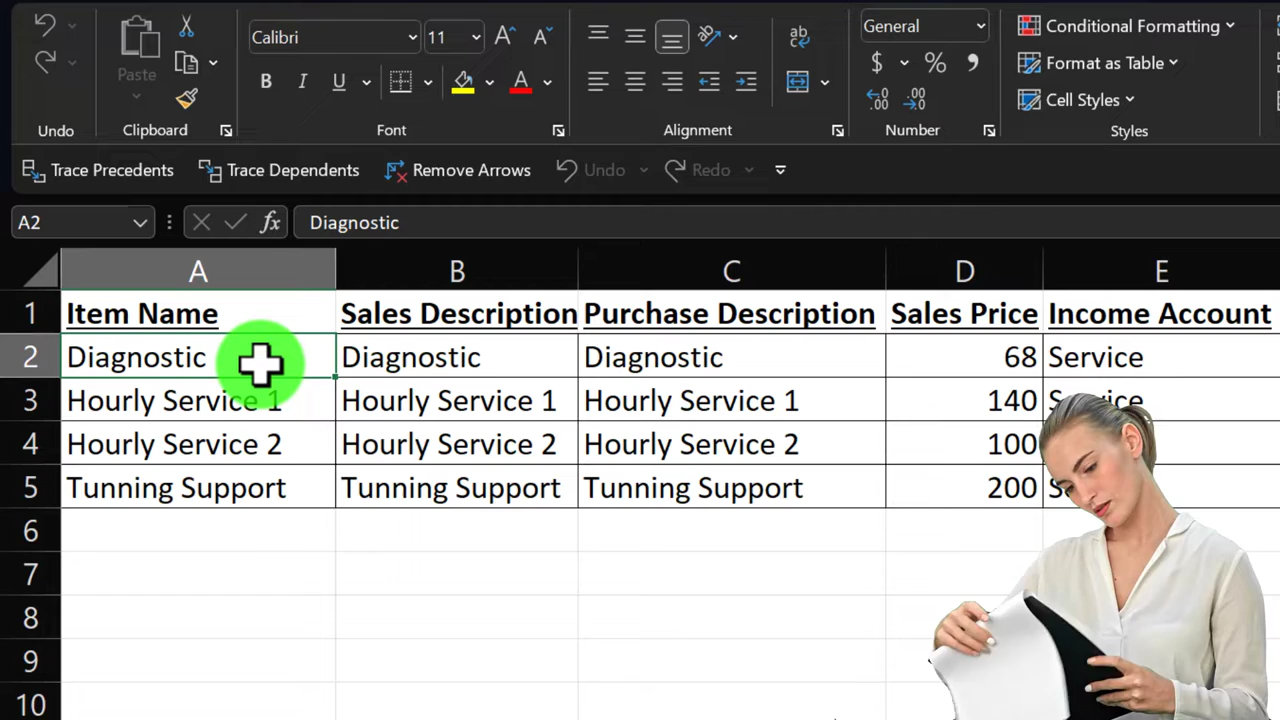 Calibri 11 General Conditional Formatting
Paste B I U A ab $ % Format as Table
Cell Styles
Undo Clipboard Font Alignment Number Styles
Trace Precedents Trace Dependents Remove Arrows Undo Redo
A2 fx Diagnostic
A B C D E
1 Item Name Sales Description Purchase Description Sales Price Income Account
2 Diagnostic Diagnostic Diagnostic 68 Service
3 Hourly Service 1 Hourly Service 1 Hourly Service 1 140 Service
4 Hourly Service 2 Hourly Service 2 Hourly Service 2 100
5 Tunning Support Tunning Support Tunning Support 200
6
7
8
9
10